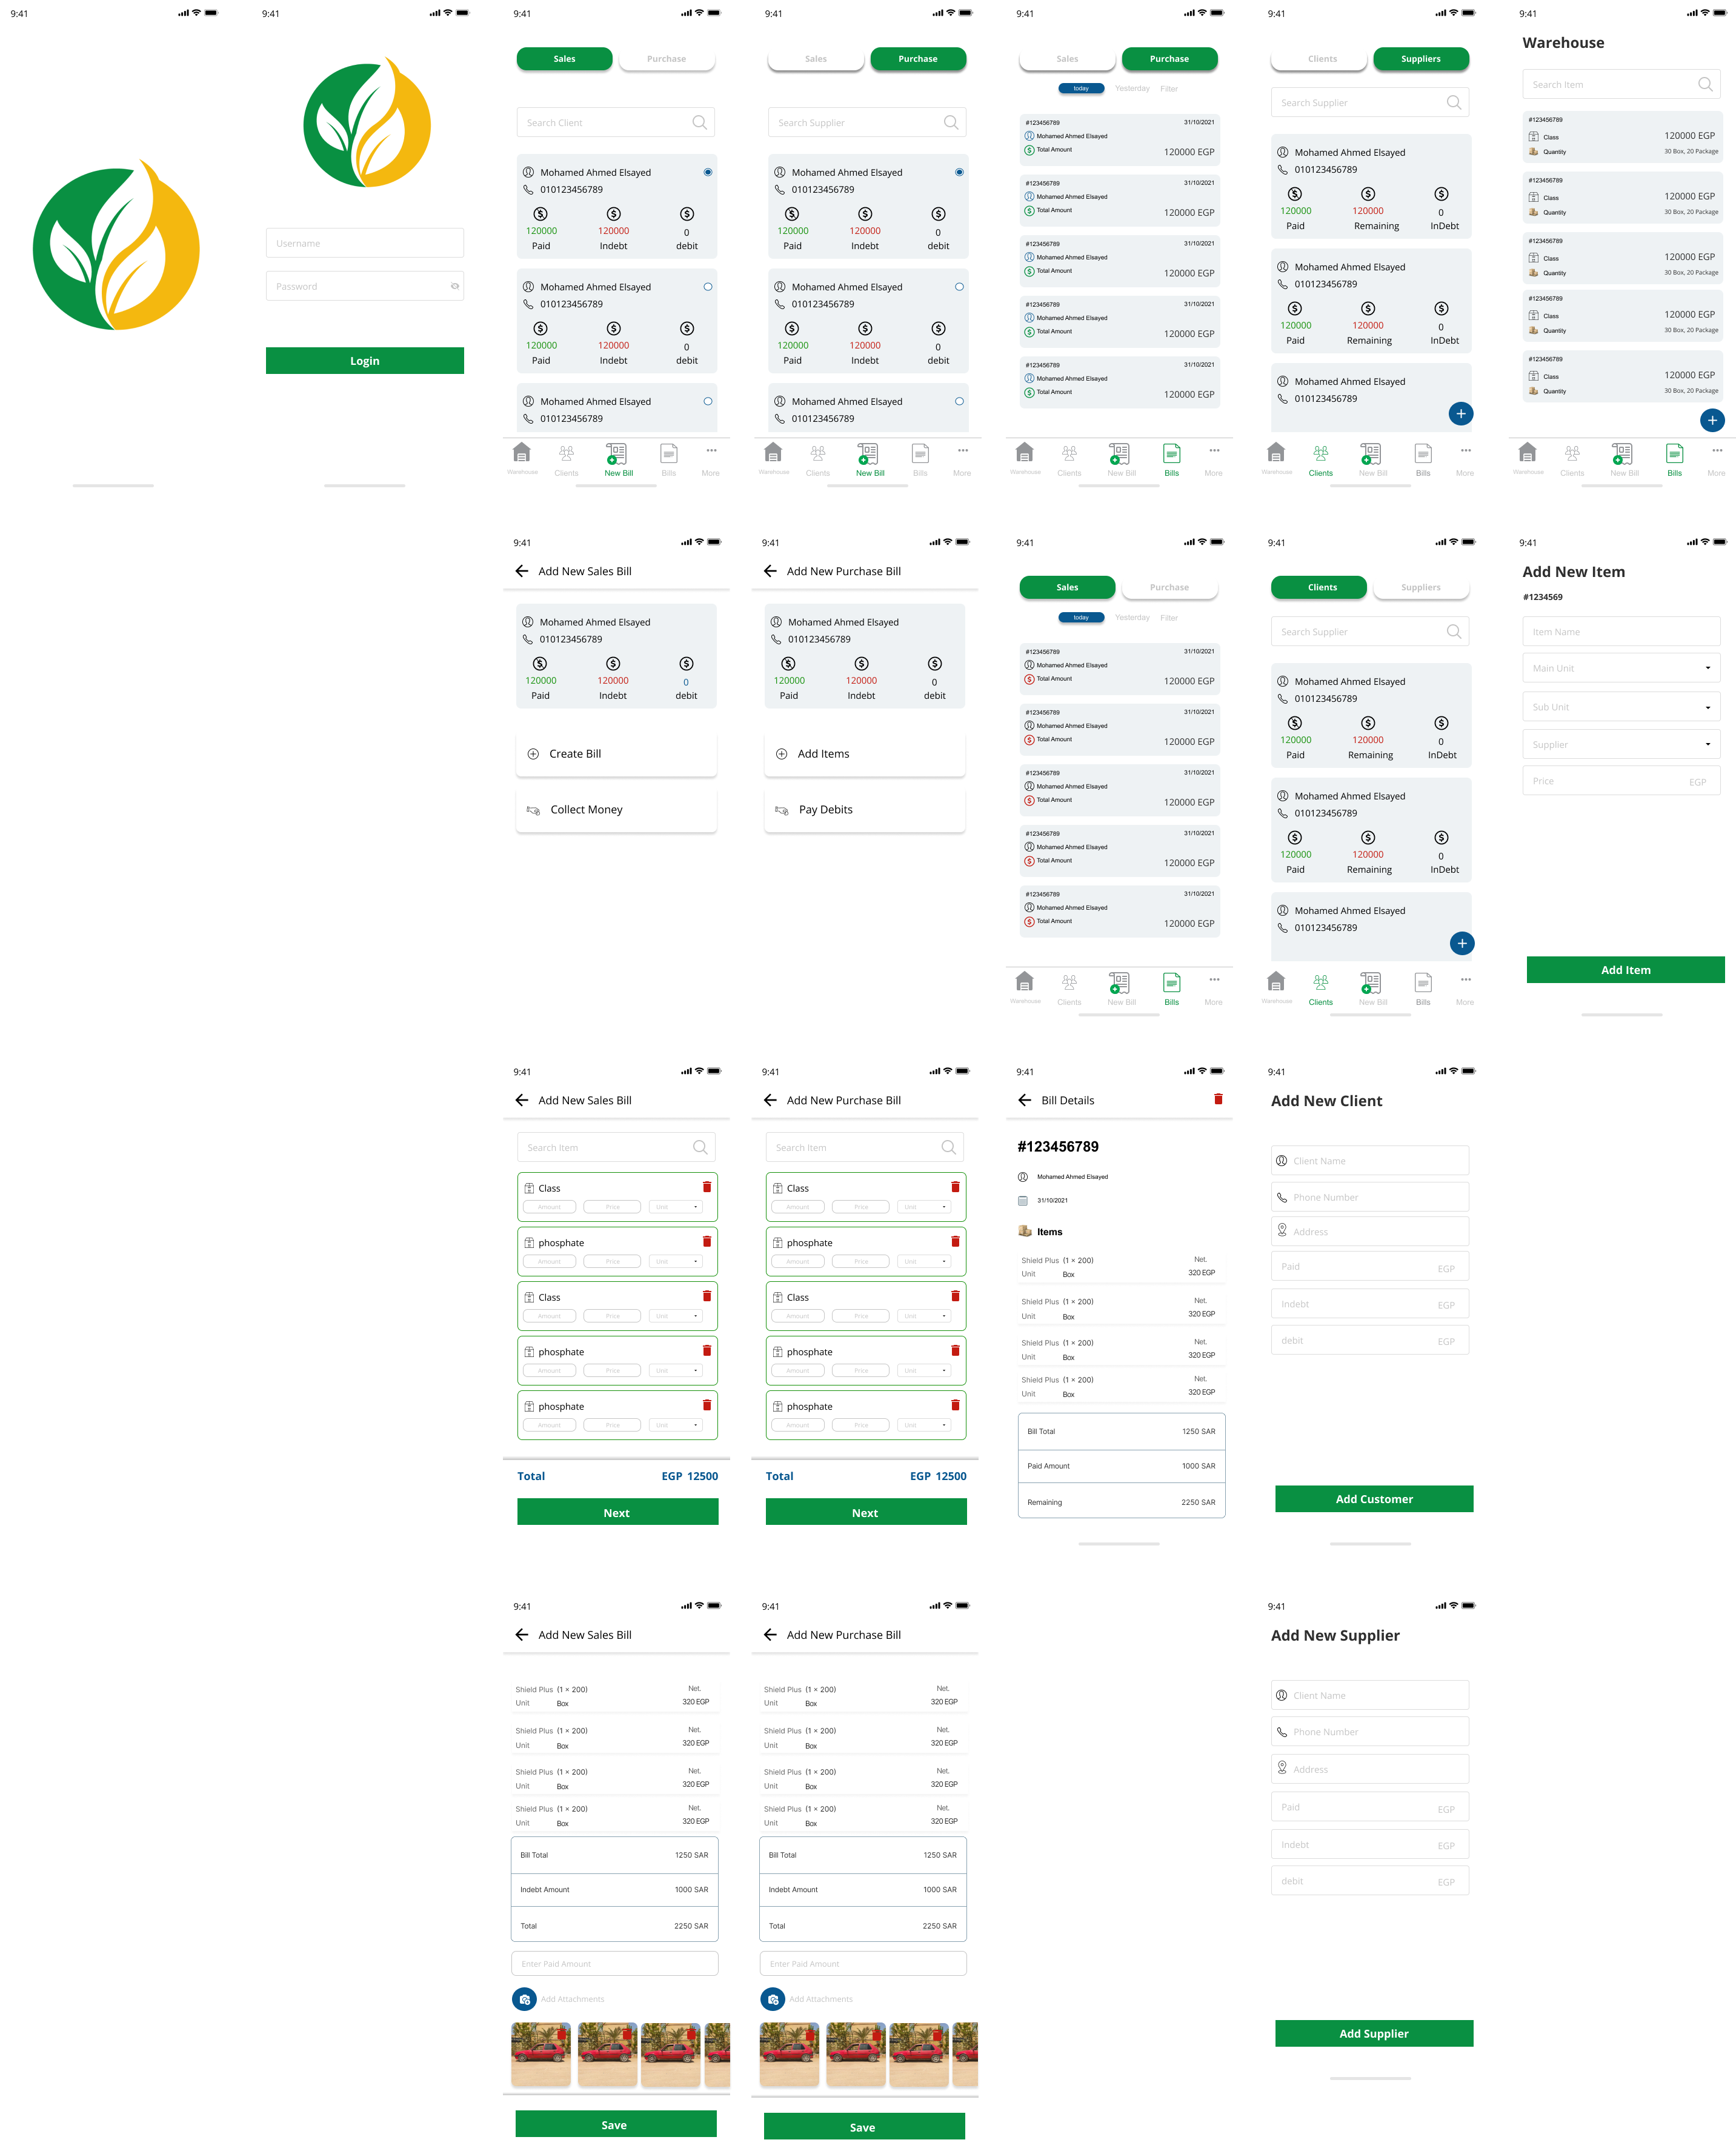 9:41
9:41
Username
Password
Login
9:41
Sales
Purchase
Search Client
Mohamed Ahmed Elsayed
010123456789
120000 120000 0
Paid Indebt debit
Mohamed Ahmed Elsayed
010123456789
120000 120000 0
Paid Indebt debit
Mohamed Ahmed Elsayed
010123456789
Warehouse Clients New Bill Bills More
9:41
Sales
Purchase
Search Supplier
Mohamed Ahmed Elsayed
010123456789
120000 120000 0
Paid Indebt debit
Mohamed Ahmed Elsayed
010123456789
120000 120000 0
Paid Indebt debit
Mohamed Ahmed Elsayed
010123456789
Warehouse Clients New Bill Bills More
9:41
Sales
Purchase
today Yesterday Filter
#123456789 31/10/2021
Mohamed Ahmed Elsayed
Total Amount 120000 EGP
#123456789 31/10/2021
Mohamed Ahmed Elsayed
Total Amount 120000 EGP
#123456789 31/10/2021
Mohamed Ahmed Elsayed
Total Amount 120000 EGP
#123456789 31/10/2021
Mohamed Ahmed Elsayed
Total Amount 120000 EGP
#123456789 31/10/2021
Mohamed Ahmed Elsayed
Total Amount 120000 EGP
Warehouse Clients New Bill Bills More
9:41
Clients
Suppliers
Search Supplier
Mohamed Ahmed Elsayed
010123456789
120000 120000 0
Paid Remaining InDebt
Mohamed Ahmed Elsayed
010123456789
120000 120000 0
Paid Remaining InDebt
Mohamed Ahmed Elsayed
010123456789
Warehouse Clients New Bill Bills More
9:41
Warehouse
Search Item
#123456789
Class 120000 EGP
Quantity 30 Box, 20 Package
#123456789
Class 120000 EGP
Quantity 30 Box, 20 Package
#123456789
Class 120000 EGP
Quantity 30 Box, 20 Package
#123456789
Class 120000 EGP
Quantity 30 Box, 20 Package
#123456789
Class 120000 EGP
Quantity 30 Box, 20 Package
Warehouse Clients New Bill Bills More
9:41
Add New Sales Bill
Mohamed Ahmed Elsayed
010123456789
120000 120000 0
Paid Indebt debit
Create Bill
Collect Money
9:41
Add New Purchase Bill
Mohamed Ahmed Elsayed
010123456789
120000 120000 0
Paid Indebt debit
Add Items
Pay Debits
9:41
Sales
Purchase
today Yesterday Filter
#123456789 31/10/2021
Mohamed Ahmed Elsayed
Total Amount 120000 EGP
#123456789 31/10/2021
Mohamed Ahmed Elsayed
Total Amount 120000 EGP
#123456789 31/10/2021
Mohamed Ahmed Elsayed
Total Amount 120000 EGP
#123456789 31/10/2021
Mohamed Ahmed Elsayed
Total Amount 120000 EGP
#123456789 31/10/2021
Mohamed Ahmed Elsayed
Total Amount 120000 EGP
Warehouse Clients New Bill Bills More
9:41
Clients
Suppliers
Search Supplier
Mohamed Ahmed Elsayed
010123456789
120000 120000 0
Paid Remaining InDebt
Mohamed Ahmed Elsayed
010123456789
120000 120000 0
Paid Remaining InDebt
Mohamed Ahmed Elsayed
010123456789
Warehouse Clients New Bill Bills More
9:41
Add New Item
#1234569
Item Name
Main Unit
Sub Unit
Supplier
Price EGP
Add Item
9:41
Add New Sales Bill
Search Item
Class
Amount Price Unit
phosphate
Amount Price Unit
Class
Amount Price Unit
phosphate
Amount Price Unit
phosphate
Amount Price Unit
Total EGP 12500
Next
9:41
Add New Purchase Bill
Search Item
Class
Amount Price Unit
phosphate
Amount Price Unit
Class
Amount Price Unit
phosphate
Amount Price Unit
phosphate
Amount Price Unit
Total EGP 12500
Next
9:41
Bill Details
#123456789
Mohamed Ahmed Elsayed
31/10/2021
Items
Shield Plus (1 × 200) Net.
Unit Box 320 EGP
Shield Plus (1 × 200) Net.
Unit Box 320 EGP
Shield Plus (1 × 200) Net.
Unit Box 320 EGP
Shield Plus (1 × 200) Net.
Unit Box 320 EGP
Bill Total 1250 SAR
Paid Amount 1000 SAR
Remaining 2250 SAR
9:41
Add New Client
Client Name
Phone Number
Address
Paid EGP
Indebt EGP
debit EGP
Add Customer
9:41
Add New Sales Bill
Shield Plus (1 × 200) Net.
Unit Box 320 EGP
Shield Plus (1 × 200) Net.
Unit Box 320 EGP
Shield Plus (1 × 200) Net.
Unit Box 320 EGP
Shield Plus (1 × 200) Net.
Unit Box 320 EGP
Bill Total 1250 SAR
Indebt Amount 1000 SAR
Total 2250 SAR
Enter Paid Amount
Add Attachments
Save
9:41
Add New Purchase Bill
Shield Plus (1 × 200) Net.
Unit Box 320 EGP
Shield Plus (1 × 200) Net.
Unit Box 320 EGP
Shield Plus (1 × 200) Net.
Unit Box 320 EGP
Shield Plus (1 × 200) Net.
Unit Box 320 EGP
Bill Total 1250 SAR
Indebt Amount 1000 SAR
Total 2250 SAR
Enter Paid Amount
Add Attachments
Save
9:41
Add New Supplier
Client Name
Phone Number
Address
Paid EGP
Indebt EGP
debit EGP
Add Supplier